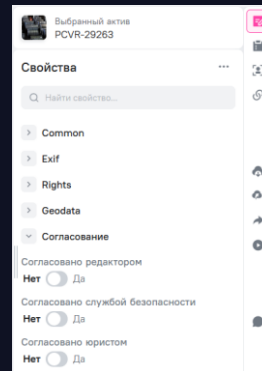 Выбранный актив
PCVR-29263
Свойства
Найти свойство...
Common
Exif
Rights
Geodata
Согласование
Согласовано редактором
Нет Да
Согласовано службой безопасности
Нет Да
Согласовано юристом
Нет Да